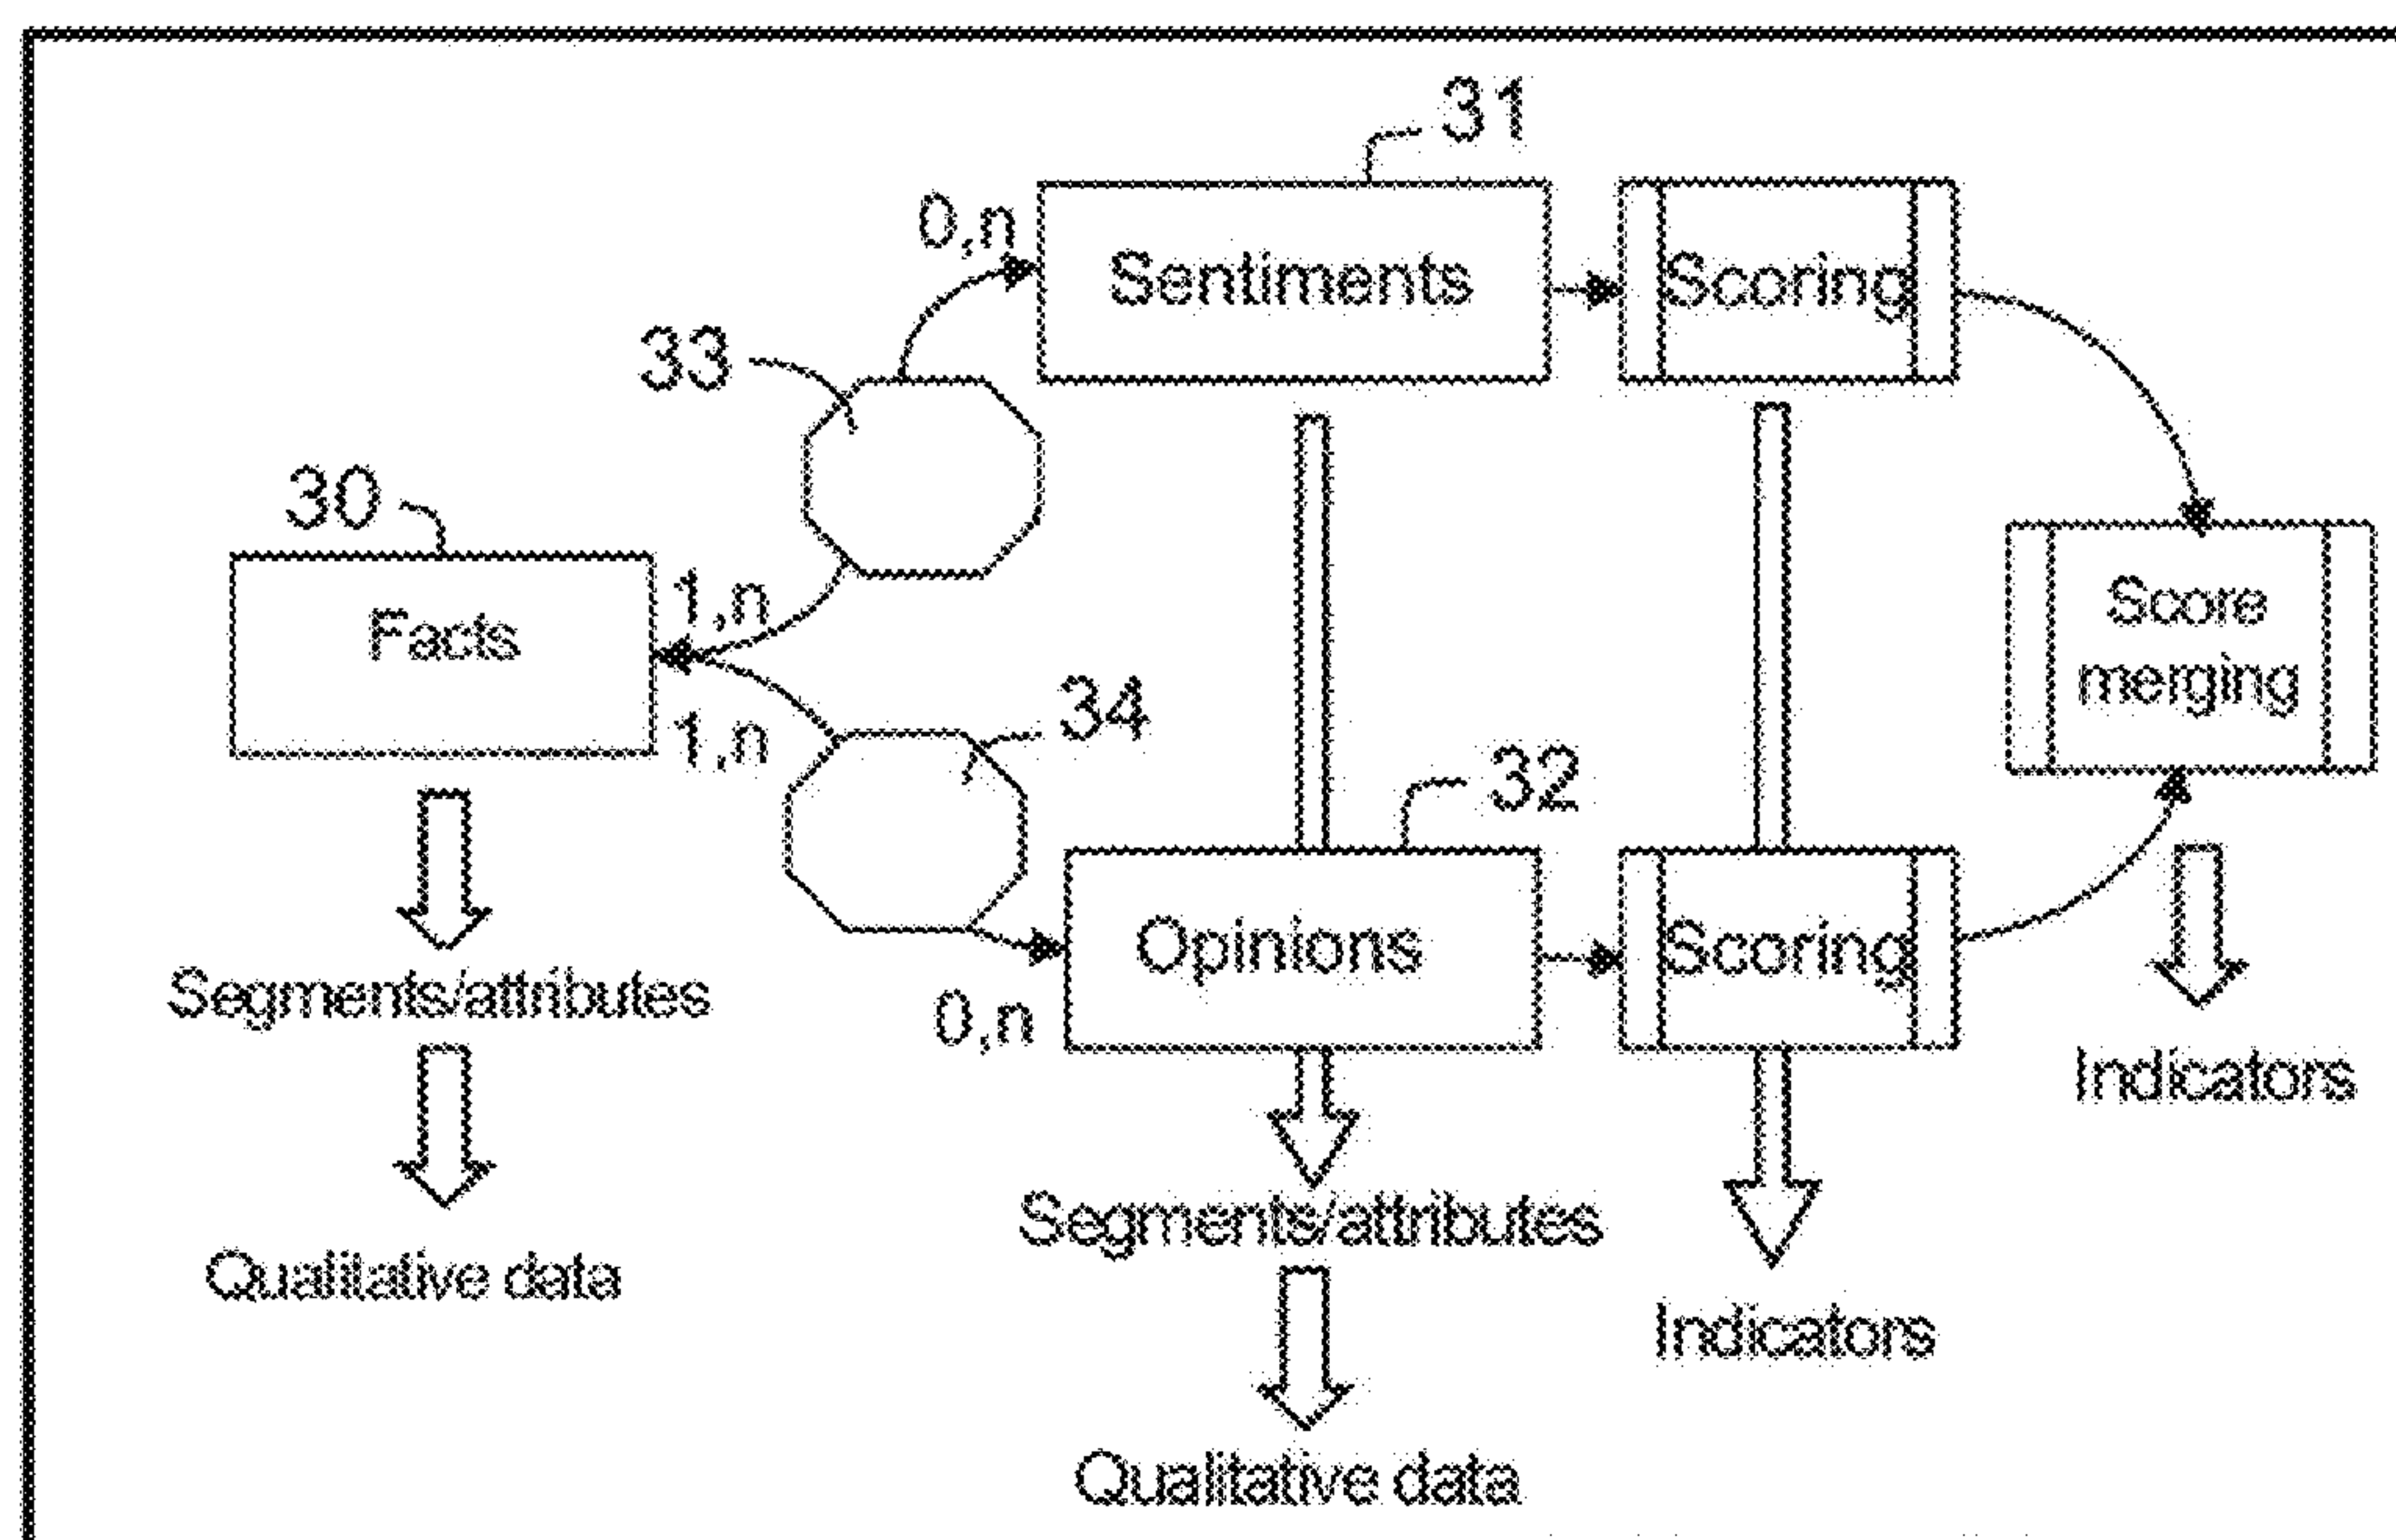 31
0,n
Sentiments
Scoring
33
30
1,n
Facts
Score
merging
34
1,n
32
Opinions
Scoring
Segments/attributes
0,n
Indicators
Segments/attributes
Qualitative data
Indicators
Qualitative data